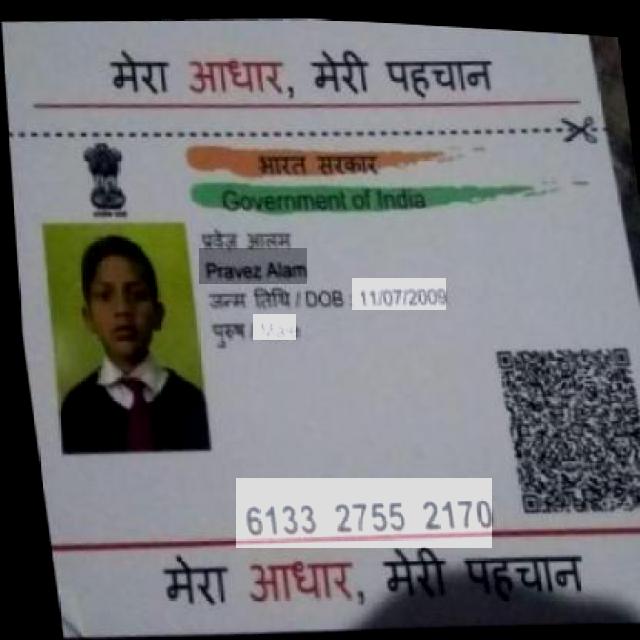 मेरा आधार, मेरी पहचान
भारत सरकार
Government of India
प्रवेज़ आलम
Pravez Alam
जन्म तिथि / DOB 11/07/2009
पुरुष /
6133 2755 2170
मेरा आधार, मेरी पहचान